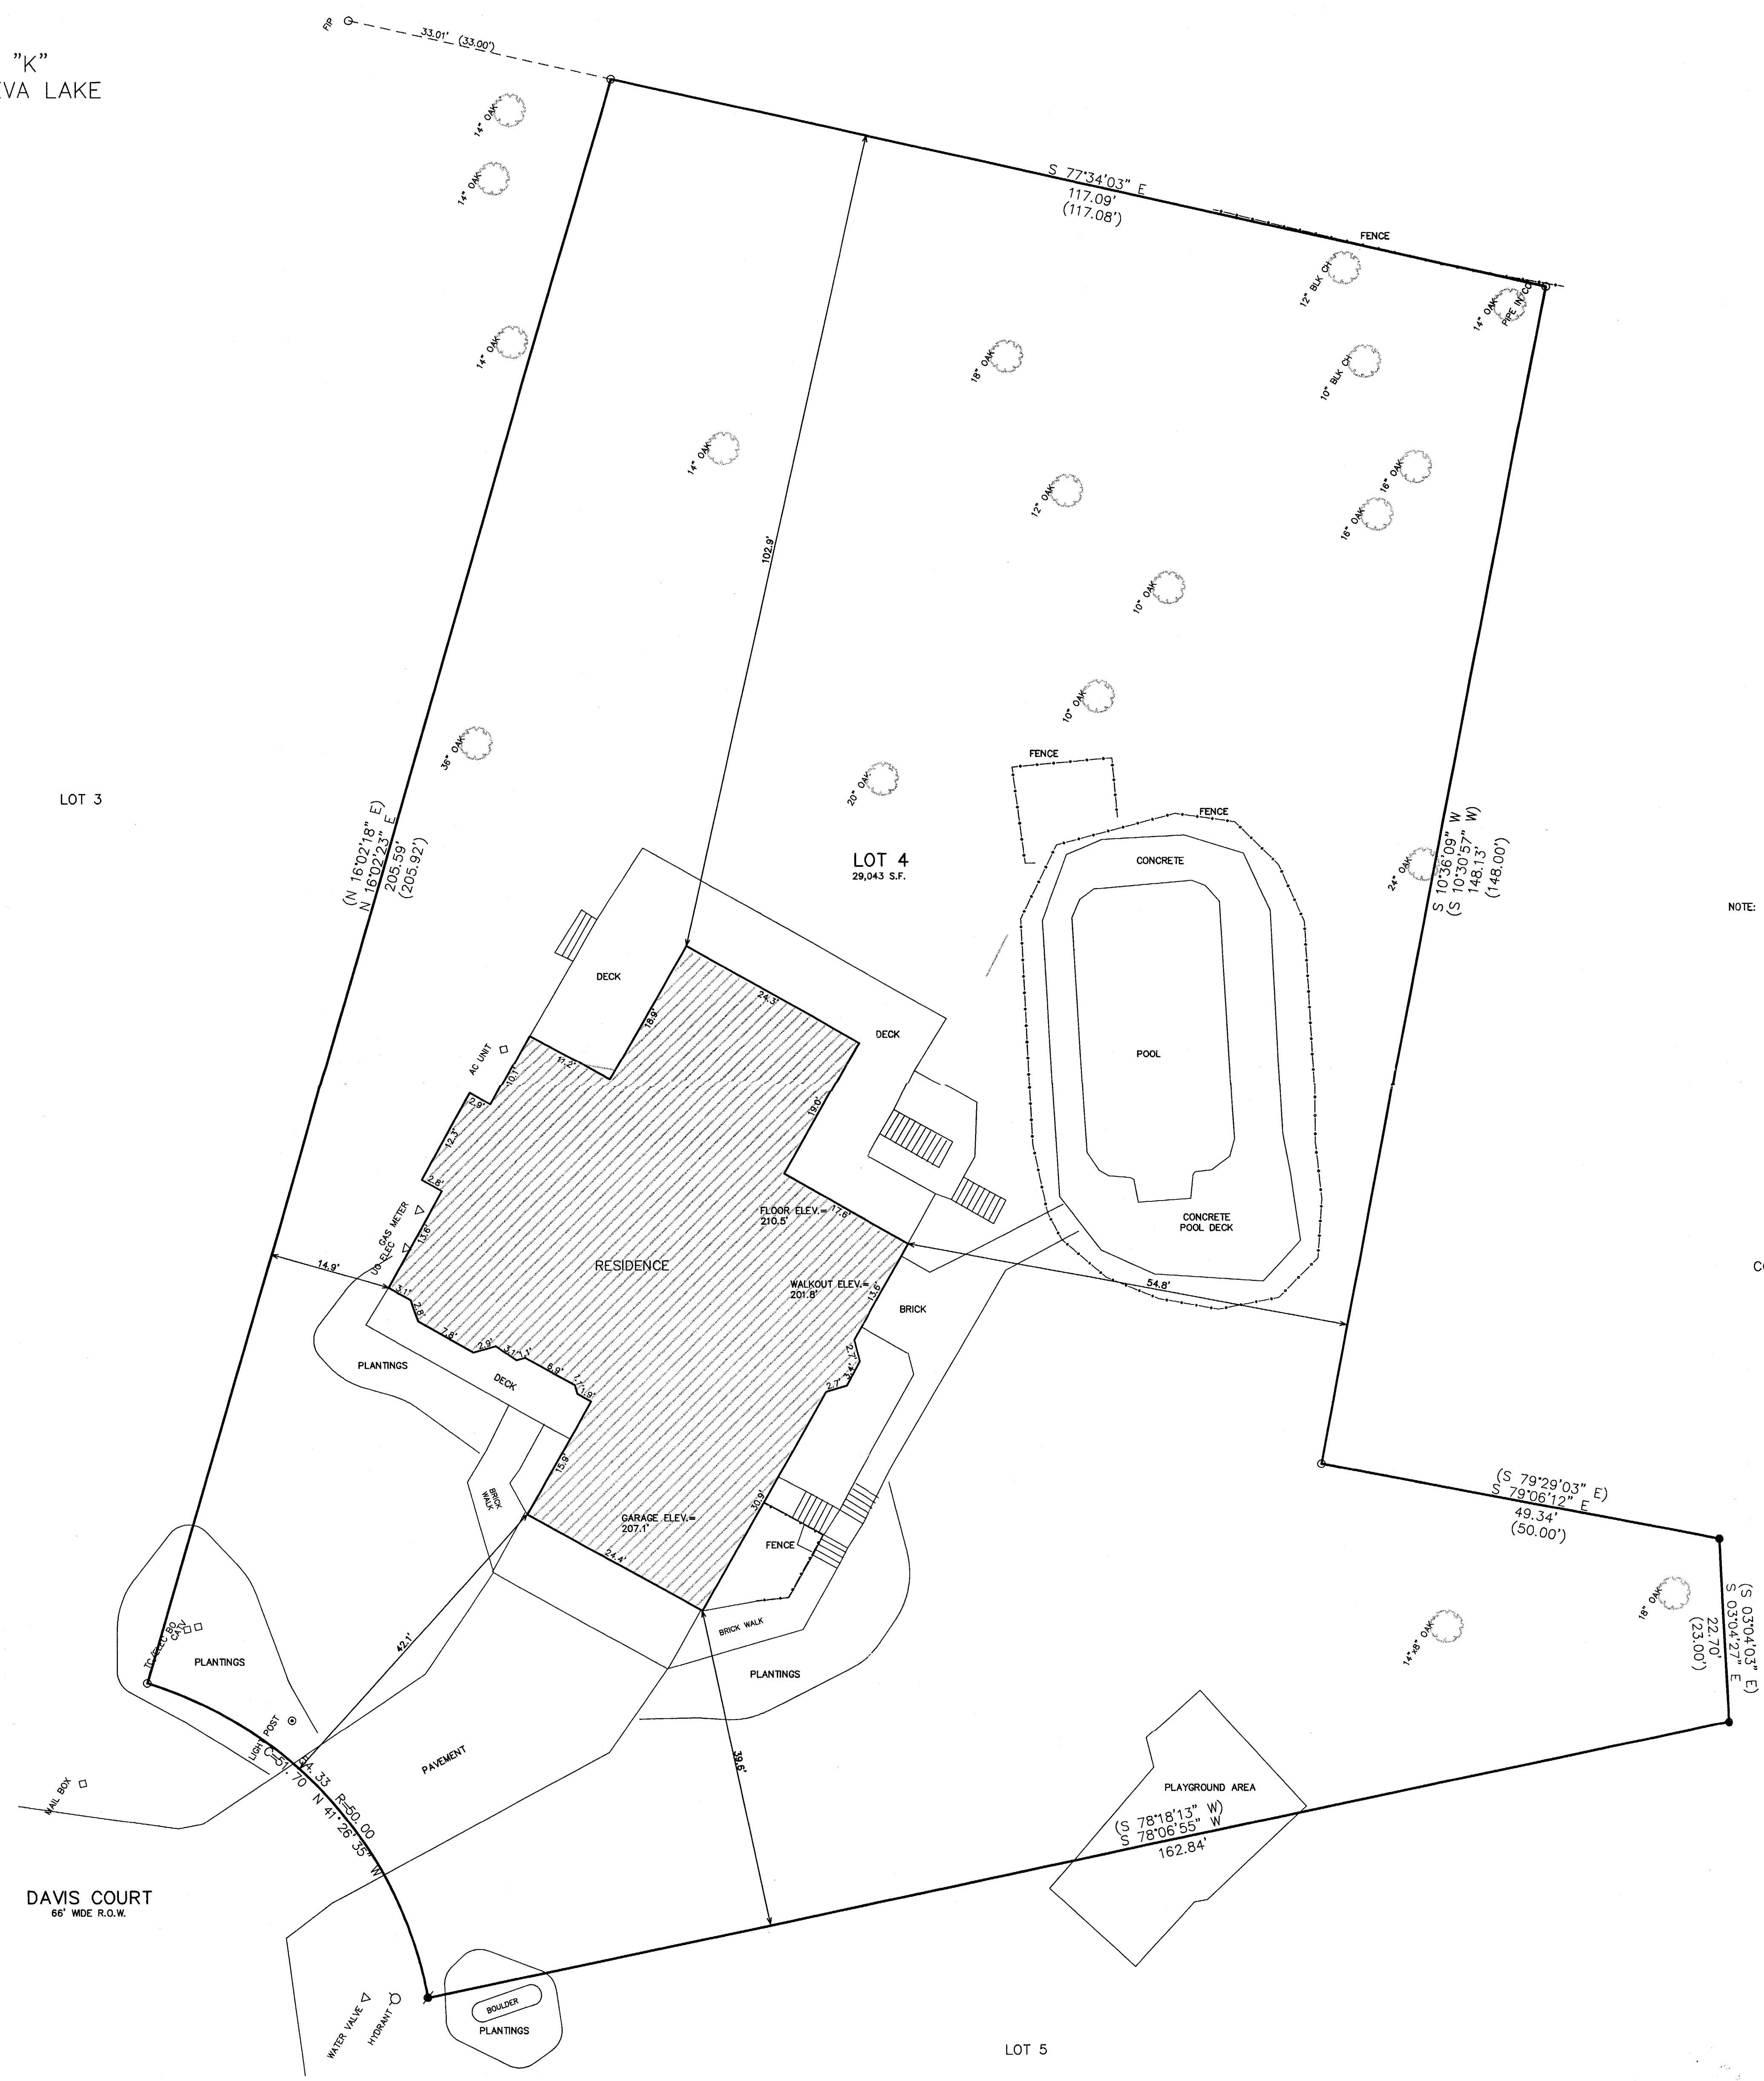 "K"
EVA LAKE
FIP
33.01' (33.00')
14" OAK
14" OAK
14" OAK
S 77°34'03" E
117.09'
(117.08')
FENCE
12" BLK CH
14" OAK
PIPE IN CO
18" OAK
10" BLK CH
14" OAK
16" OAK
12" OAK
16" OAK
102.9'
10" OAK
10" OAK
36" OAK
20" OAK
FENCE
FENCE
LOT 3
(N 16°02'18" E)
N 16°02'23" E
205.59'
(205.92')
LOT 4
29,043 S.F.
CONCRETE
24" OAK
S 10°36'09" W
(S 10°30'57" W)
148.13'
(148.00')
NOTE:
DECK
24.3'
18.9'
DECK
AC UNIT
11.2'
10.1'
POOL
2.9'
19.0'
12.3'
2.8'
GAS METER
UG ELEC
13.6'
FLOOR ELEV.=
210.5'
17.6'
CONCRETE
POOL DECK
RESIDENCE
14.9'
WALKOUT ELEV.=
201.8'
13.6'
54.8'
BRICK
3.1'
2.8'
7.8'
2.9'
3.1'
1.1'
6.9'
1.9'
PLANTINGS
DECK
2.7'
3.4'
2.7'
15.9'
BRICK
WALK
30.9'
GARAGE ELEV.=
207.1'
24.4'
FENCE
(S 79°29'03" E)
S 79°06'12" E
49.34'
(50.00')
BRICK WALK
PLANTINGS
CATV
PLANTINGS
42.1'
14"x8" OAK
18" OAK
(S 03°04'03" E)
S 03°04'27" E
22.70'
(23.00')
LIGHT POST
C=51.70
R=50.00
N 41°26'35" W
PAVEMENT
MAIL BOX
39.6'
PLAYGROUND AREA
(S 78°18'13" W)
S 78°06'55" W
162.84'
DAVIS COURT
66' WIDE R.O.W.
WATER VALVE
HYDRANT
BOULDER
PLANTINGS
LOT 5